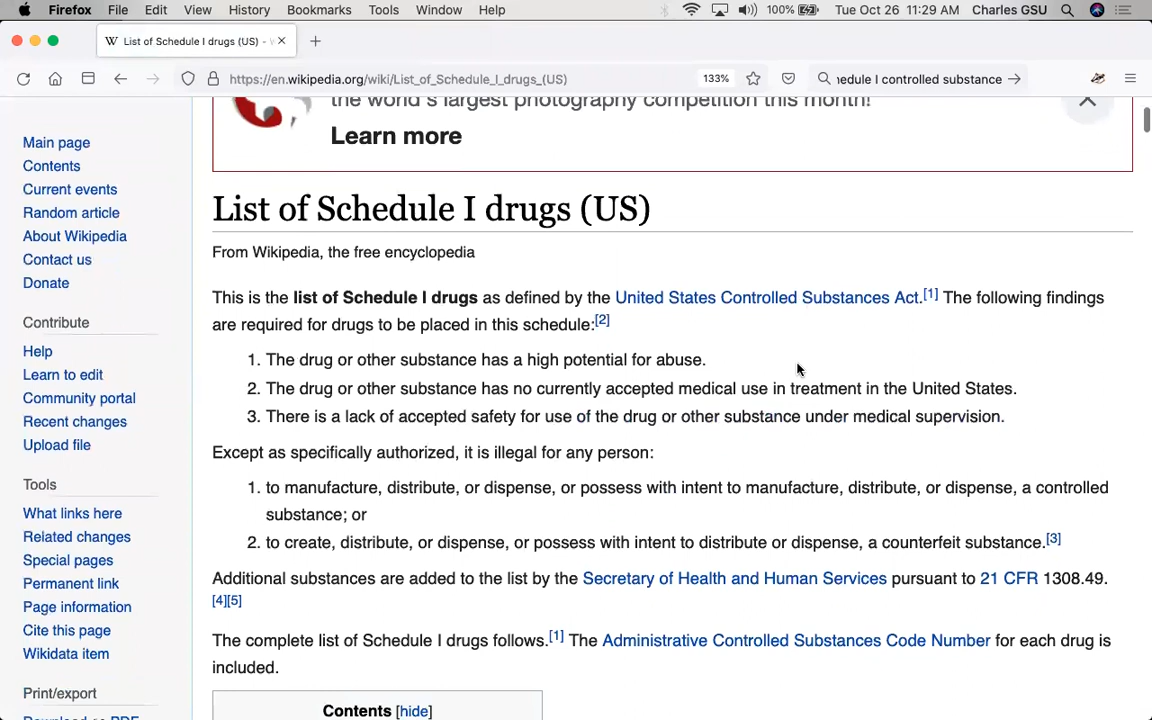 Firefox File Edit View History Bookmarks Tools Window Help 100% Tue Oct 26 11:29 AM Charles GSU
W List of Schedule I drugs (US) -
https://en.wikipedia.org/wiki/List_of_Schedule_I_drugs_(US) 133% edule I controlled substance
the world's largest photography competition this month!
Learn more
Main page
Contents
Current events
Random article
About Wikipedia
Contact us
Donate
Contribute
Help
Learn to edit
Community portal
Recent changes
Upload file
Tools
What links here
Related changes
Special pages
Permanent link
Page information
Cite this page
Wikidata item
Print/export
Download as PDF
List of Schedule I drugs (US)
From Wikipedia, the free encyclopedia
This is the list of Schedule I drugs as defined by the United States Controlled Substances Act.[1] The following findings
are required for drugs to be placed in this schedule:[2]
1. The drug or other substance has a high potential for abuse.
2. The drug or other substance has no currently accepted medical use in treatment in the United States.
3. There is a lack of accepted safety for use of the drug or other substance under medical supervision.
Except as specifically authorized, it is illegal for any person:
1. to manufacture, distribute, or dispense, or possess with intent to manufacture, distribute, or dispense, a controlled
substance; or
2. to create, distribute, or dispense, or possess with intent to distribute or dispense, a counterfeit substance.[3]
Additional substances are added to the list by the Secretary of Health and Human Services pursuant to 21 CFR 1308.49.
[4][5]
The complete list of Schedule I drugs follows.[1] The Administrative Controlled Substances Code Number for each drug is
included.
Contents [hide]